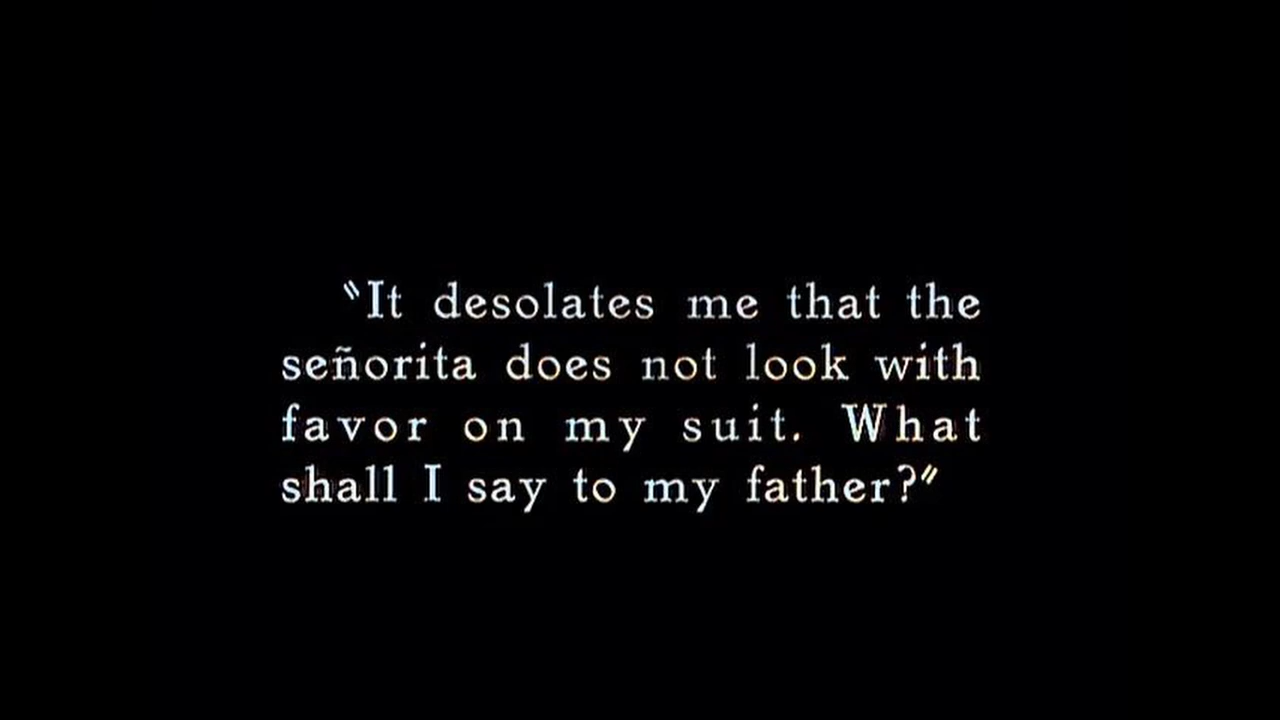 "It desolates me that the
señorita does not look with
favor on my suit. What
shall I say to my father?"